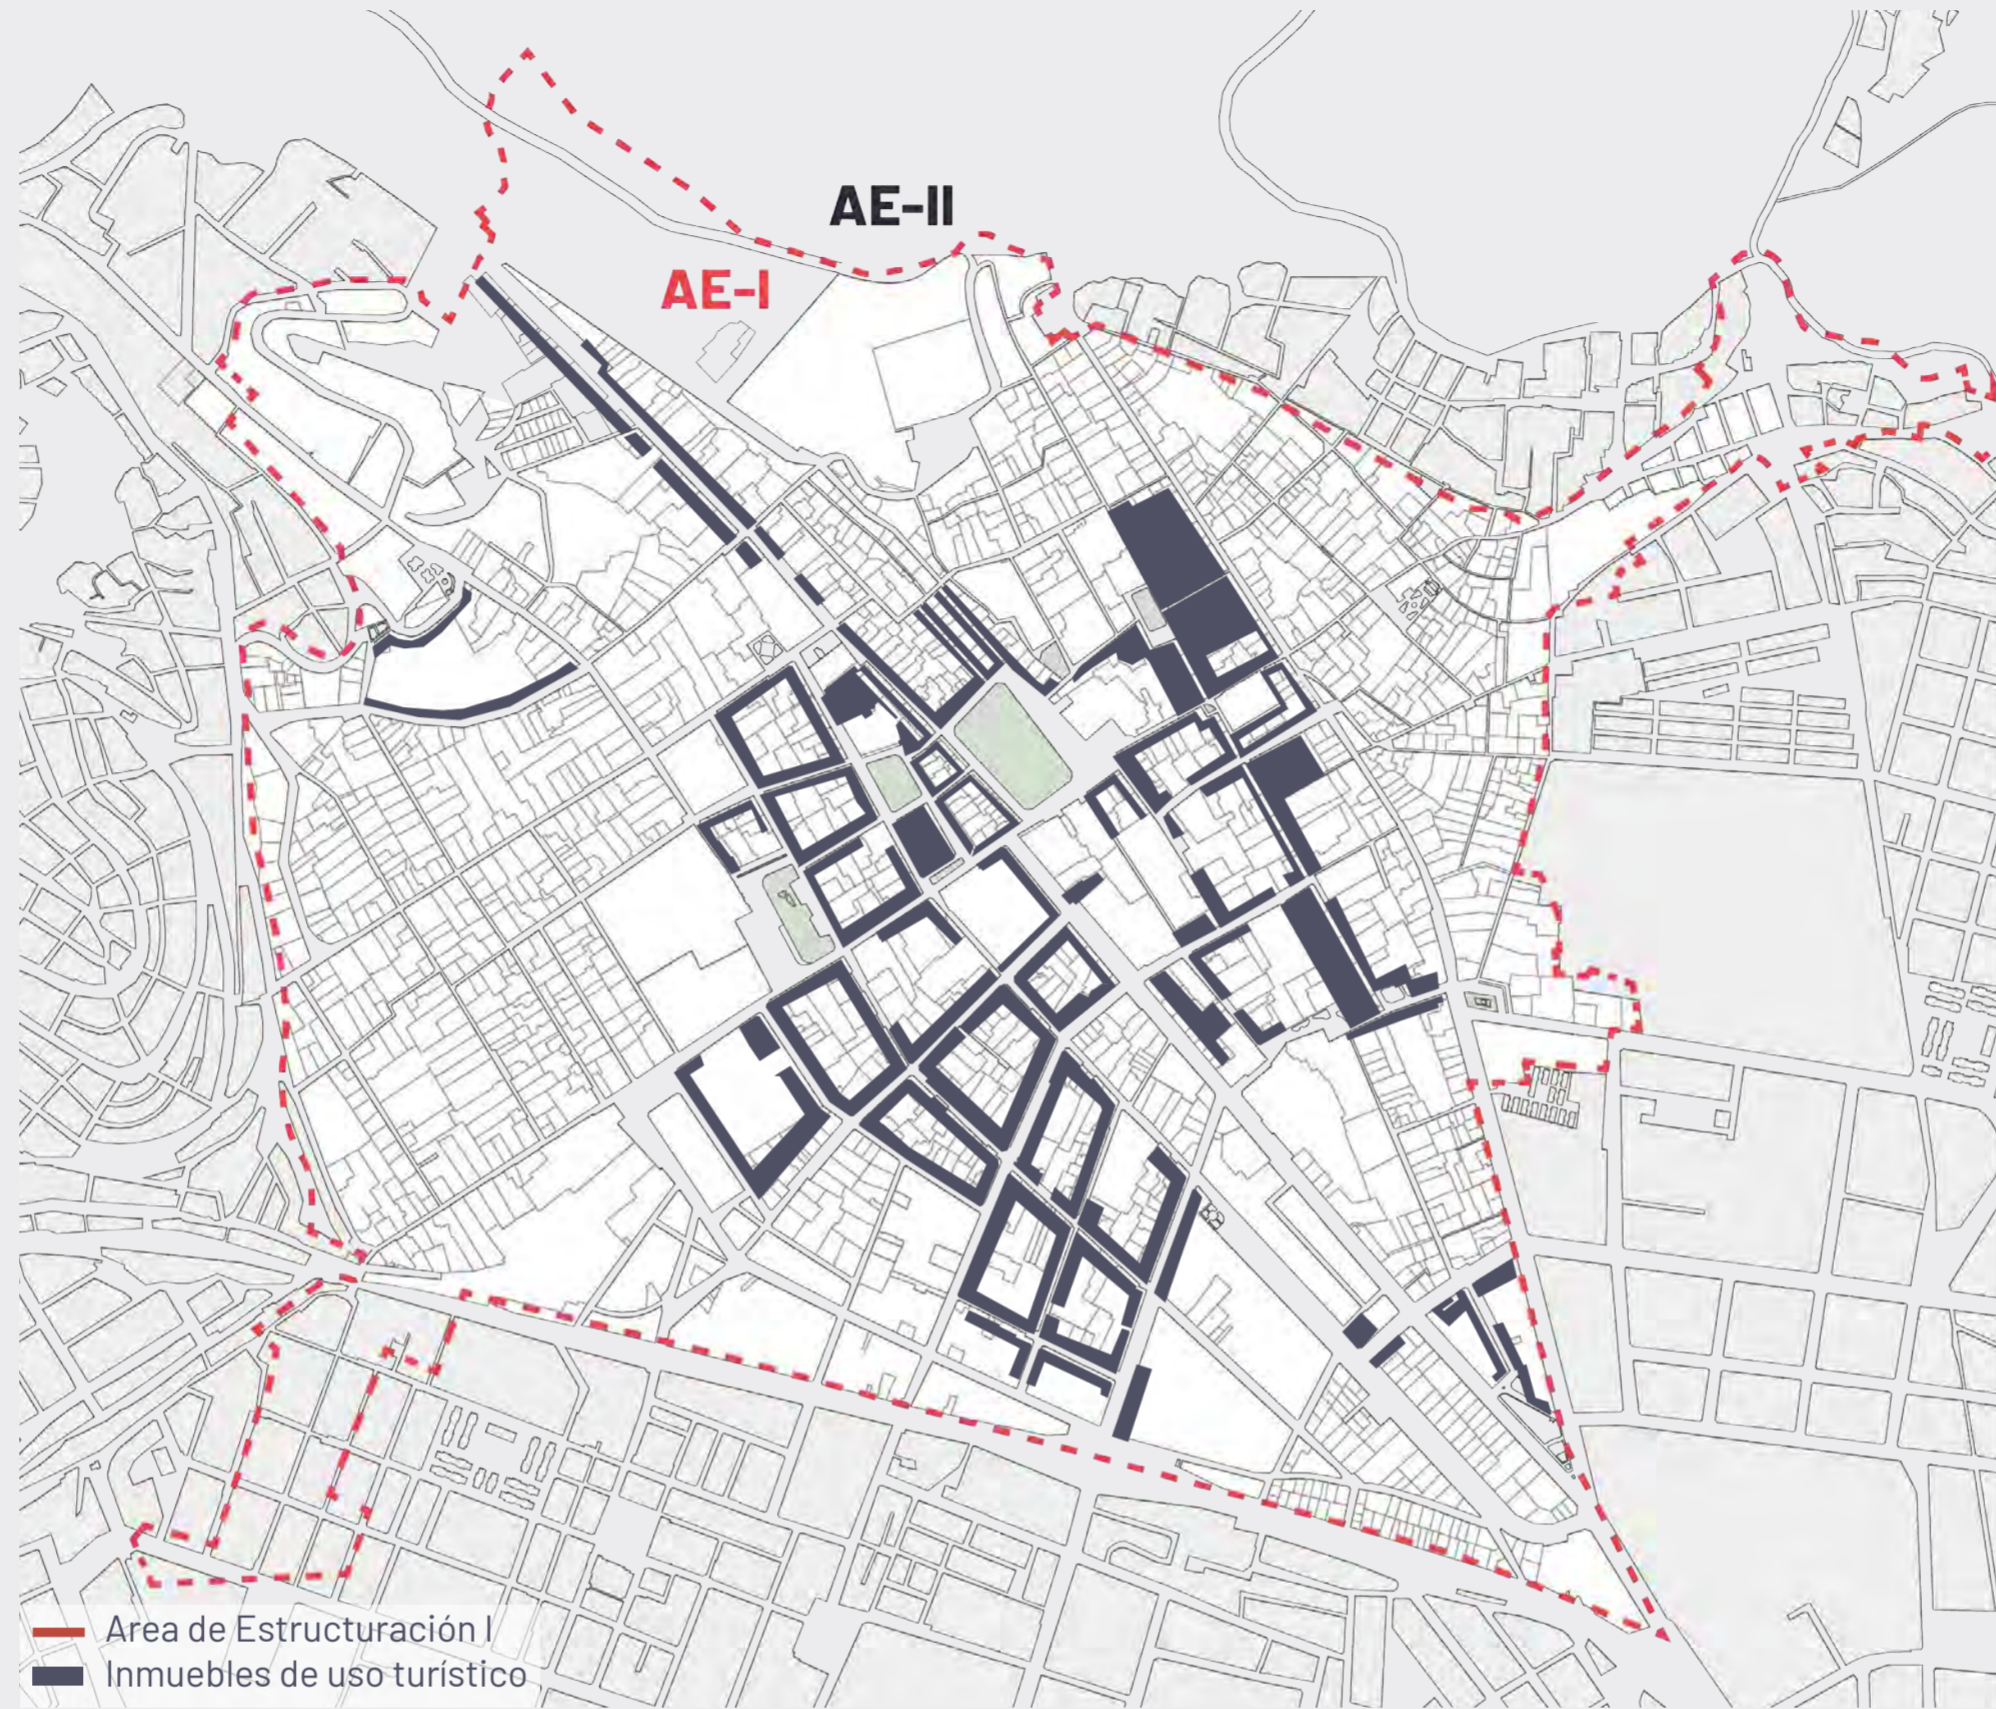 AE-II
AE-I
Area de Estructuración I
Inmuebles de uso turístico